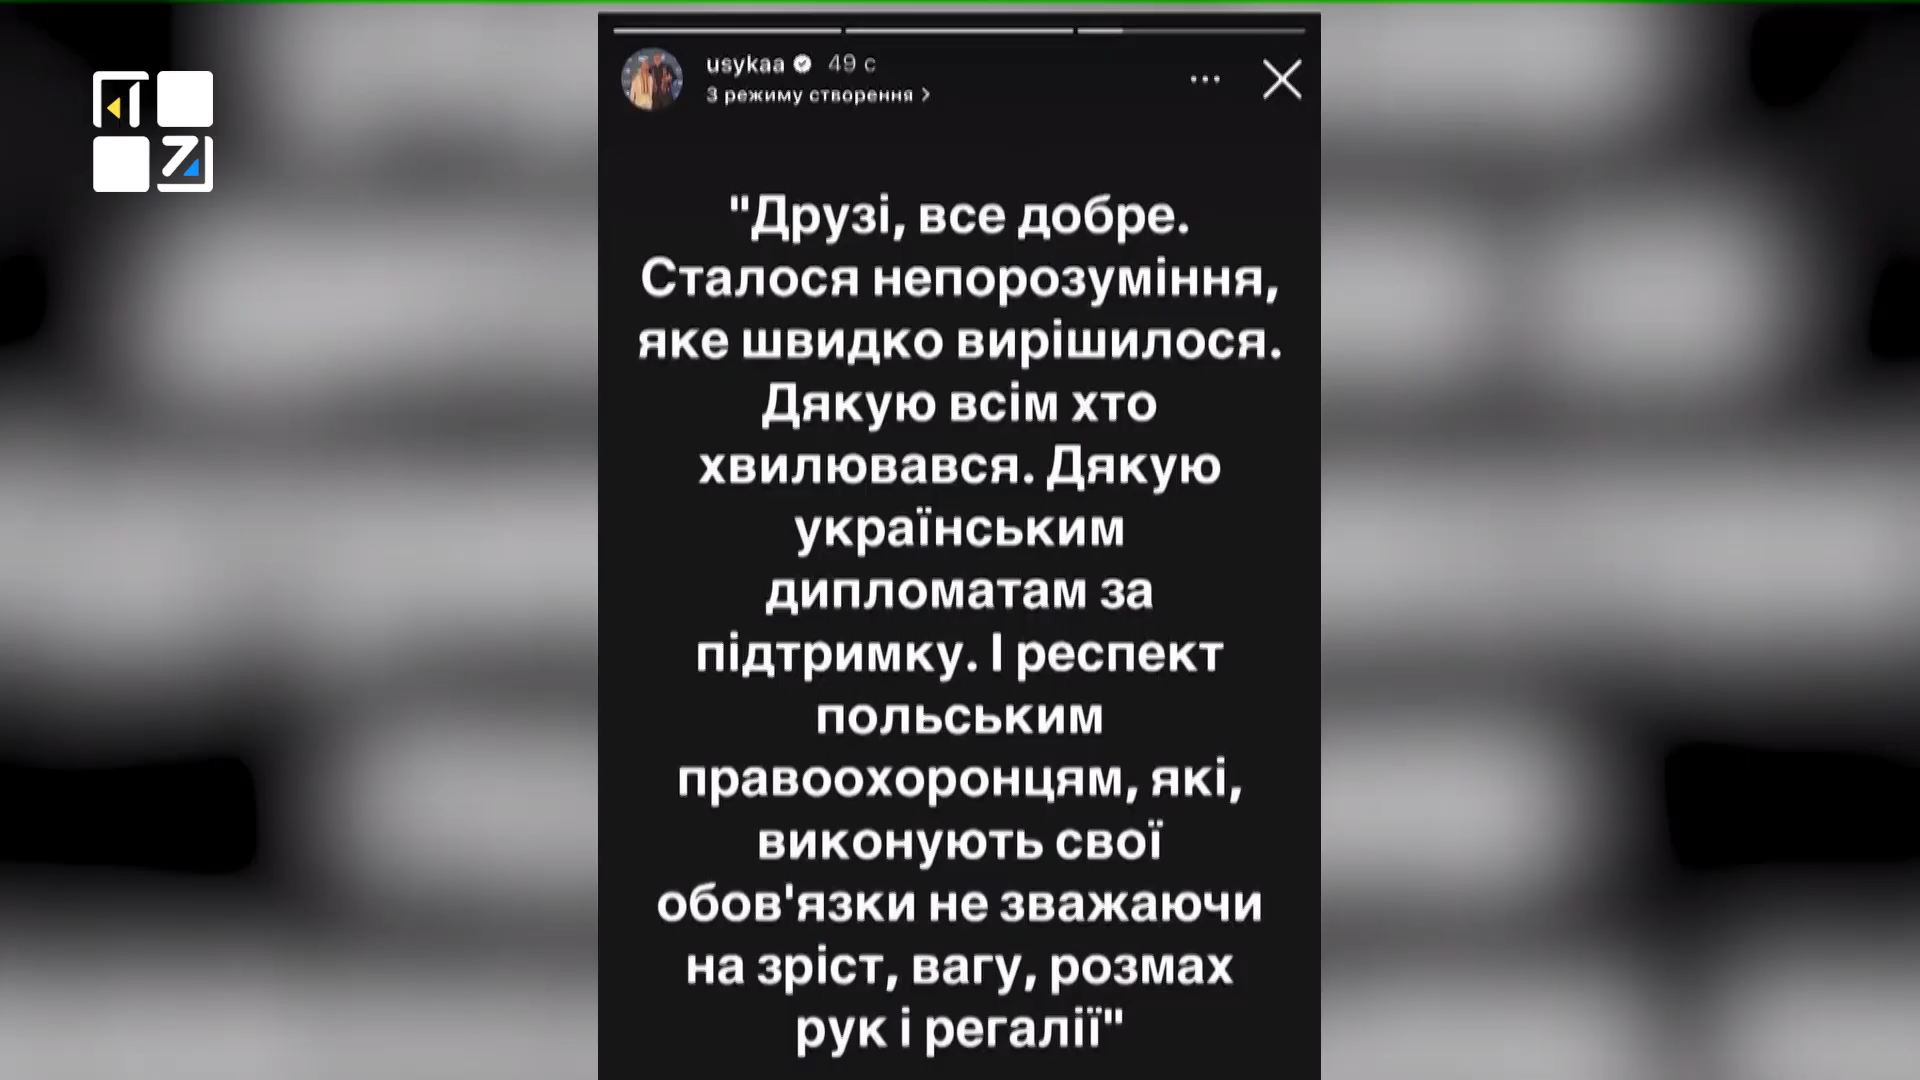 usykaa 49 с
З режиму створення >
"Друзі, все добре.
Сталося непорозуміння,
яке швидко вирішилося.
Дякую всім хто
хвилювався. Дякую
українським
дипломатам за
підтримку. І респект
польським
правоохоронцям, які,
виконують свої
обов'язки не зважаючи
на зріст, вагу, розмах
рук і регалії"